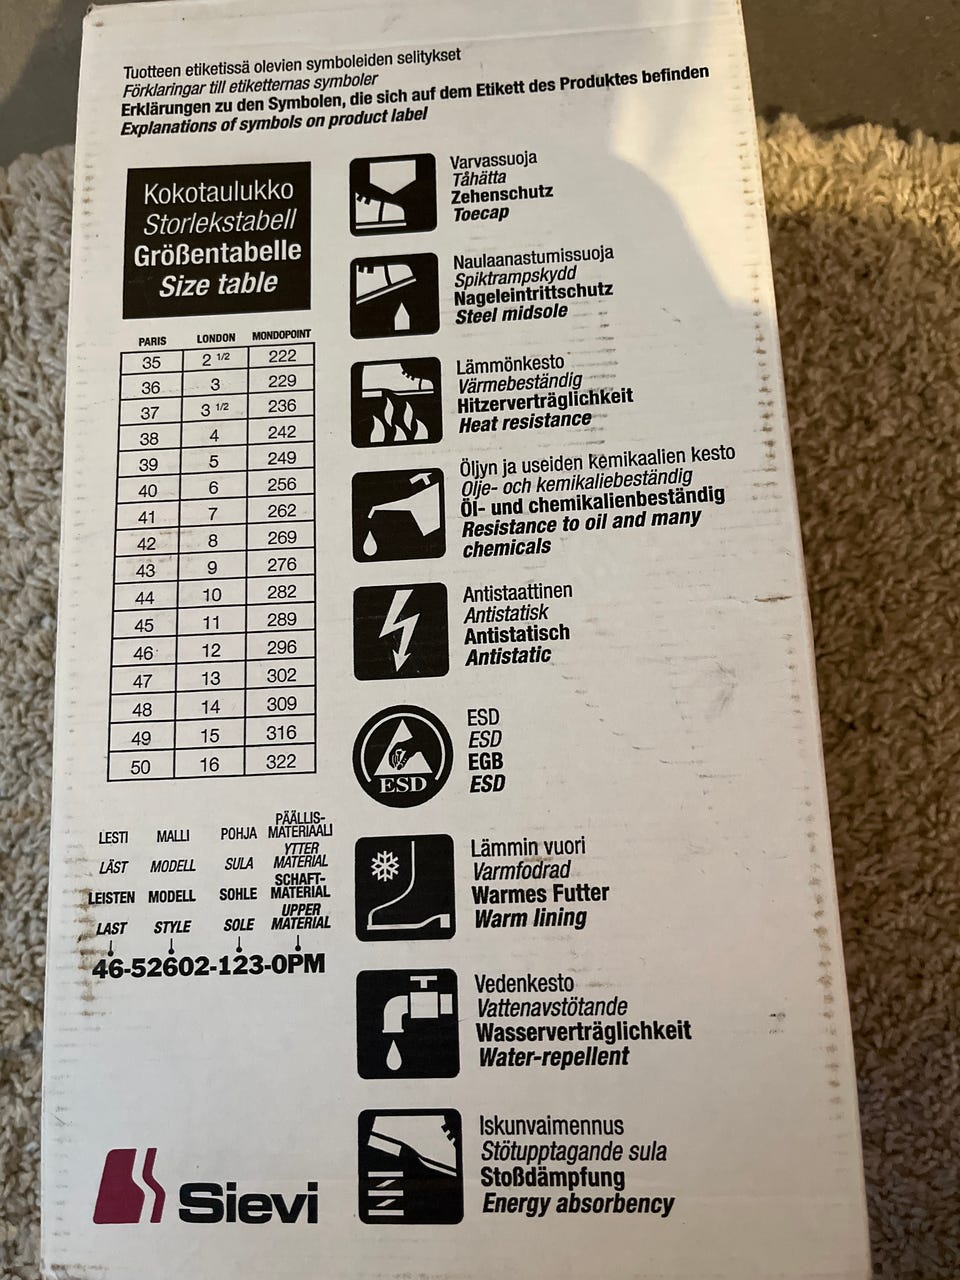 Tuotteen etiketissä olevien symboleiden selitykset
Förklaringar till etiketternas symboler
Erklärungen zu den Symbolen, die sich auf dem Etikett des Produktes befinden
Explanations of symbols on product label
Kokotaulukko
Storlekstabell
Größentabelle
Size table
PARIS LONDON MONDOPOINT
35 2 1/2 222
36 3 229
37 3 1/2 236
38 4 242
39 5 249
40 6 256
41 7 262
42 8 269
43 9 276
44 10 282
45 11 289
46 12 296
47 13 302
48 14 309
49 15 316
50 16 322
LESTI MALLI POHJA PÄÄLLIS-
MATERIAALI
LÄST MODELL SULA YTTER
MATERIAL
LEISTEN MODELL SOHLE SCHAFT-
MATERIAL
LAST STYLE SOLE UPPER
MATERIAL
46-52602-123-0PM
Sievi
Varvassuoja
Tåhätta
Zehenschutz
Toecap
Naulaanastumissuoja
Spiktrampskydd
Nageleintrittschutz
Steel midsole
Lämmönkesto
Värmebeständig
Hitzerverträglichkeit
Heat resistance
Öljyn ja useiden kemikaalien kesto
Olje- och kemikaliebeständig
Öl- und chemikalienbeständig
Resistance to oil and many
chemicals
Antistaattinen
Antistatisk
Antistatisch
Antistatic
ESD
ESD
ESD
EGB
ESD
Lämmin vuori
Varmfodrad
Warmes Futter
Warm lining
Vedenkesto
Vattenavstötande
Wasserverträglichkeit
Water-repellent
Iskunvaimennus
Stötupptagande sula
Stoßdämpfung
Energy absorbency